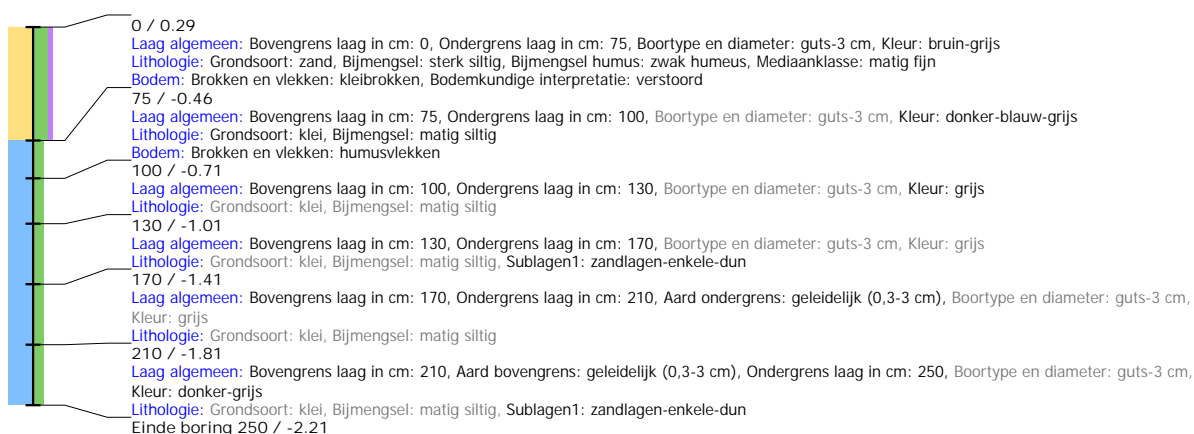 0 / 0.29
Laag algemeen: Bovengrens laag in cm: 0, Ondergrens laag in cm: 75, Boortype en diameter: guts-3 cm, Kleur: bruin-grijs
Lithologie: Grondsoort: zand, Bijmengsel: sterk siltig, Bijmengsel humus: zwak humeus, Mediaanklasse: matig fijn
Bodem: Brokken en vlekken: kleibrokken, Bodemkundige interpretatie: verstoord
75 / -0.46
Laag algemeen: Bovengrens laag in cm: 75, Ondergrens laag in cm: 100, Boortype en diameter: guts-3 cm, Kleur: donker-blauw-grijs
Lithologie: Grondsoort: klei, Bijmengsel: matig siltig
Bodem: Brokken en vlekken: humusvlekken
100 / -0.71
Laag algemeen: Bovengrens laag in cm: 100, Ondergrens laag in cm: 130, Boortype en diameter: guts-3 cm, Kleur: grijs
Lithologie: Grondsoort: klei, Bijmengsel: matig siltig
130 / -1.01
Laag algemeen: Bovengrens laag in cm: 130, Ondergrens laag in cm: 170, Boortype en diameter: guts-3 cm, Kleur: grijs
Lithologie: Grondsoort: klei, Bijmengsel: matig siltig, Sublagen1: zandlagen-enkele-dun
170 / -1.41
Laag algemeen: Bovengrens laag in cm: 170, Ondergrens laag in cm: 210, Aard ondergrens: geleidelijk (0,3-3 cm), Boortype en diameter: guts-3 cm,
Kleur: grijs
Lithologie: Grondsoort: klei, Bijmengsel: matig siltig
210 / -1.81
Laag algemeen: Bovengrens laag in cm: 210, Aard bovengrens: geleidelijk (0,3-3 cm), Ondergrens laag in cm: 250, Boortype en diameter: guts-3 cm,
Kleur: donker-grijs
Lithologie: Grondsoort: klei, Bijmengsel: matig siltig, Sublagen1: zandlagen-enkele-dun
Einde boring 250 / -2.21